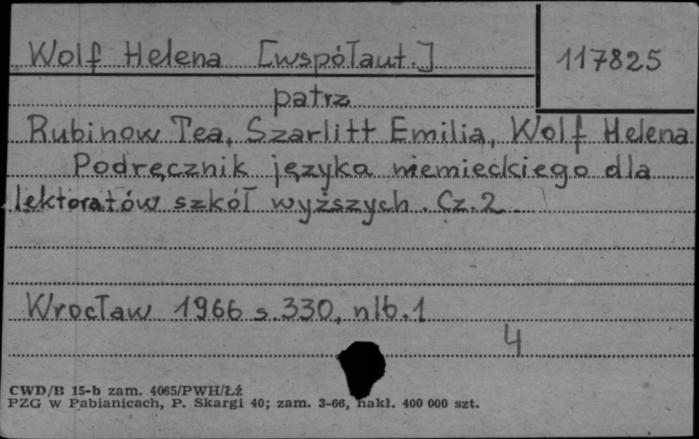 Wolf Helena [współaut.]
117825
patrz
Rubinow Tea, Szarlitt Emilia, Wolf Helena
Podręcznik języka niemieckiego dla
lektoratów szkół wyższych. Cz. 2
Wrocław 1966 s. 330, nlb. 1
4
CWD/B 15-b zam. 4065/PWH/Łź
PZG w Pabianicach, P. Skargi 40; zam. 3-66, nakł. 400 000 szt.